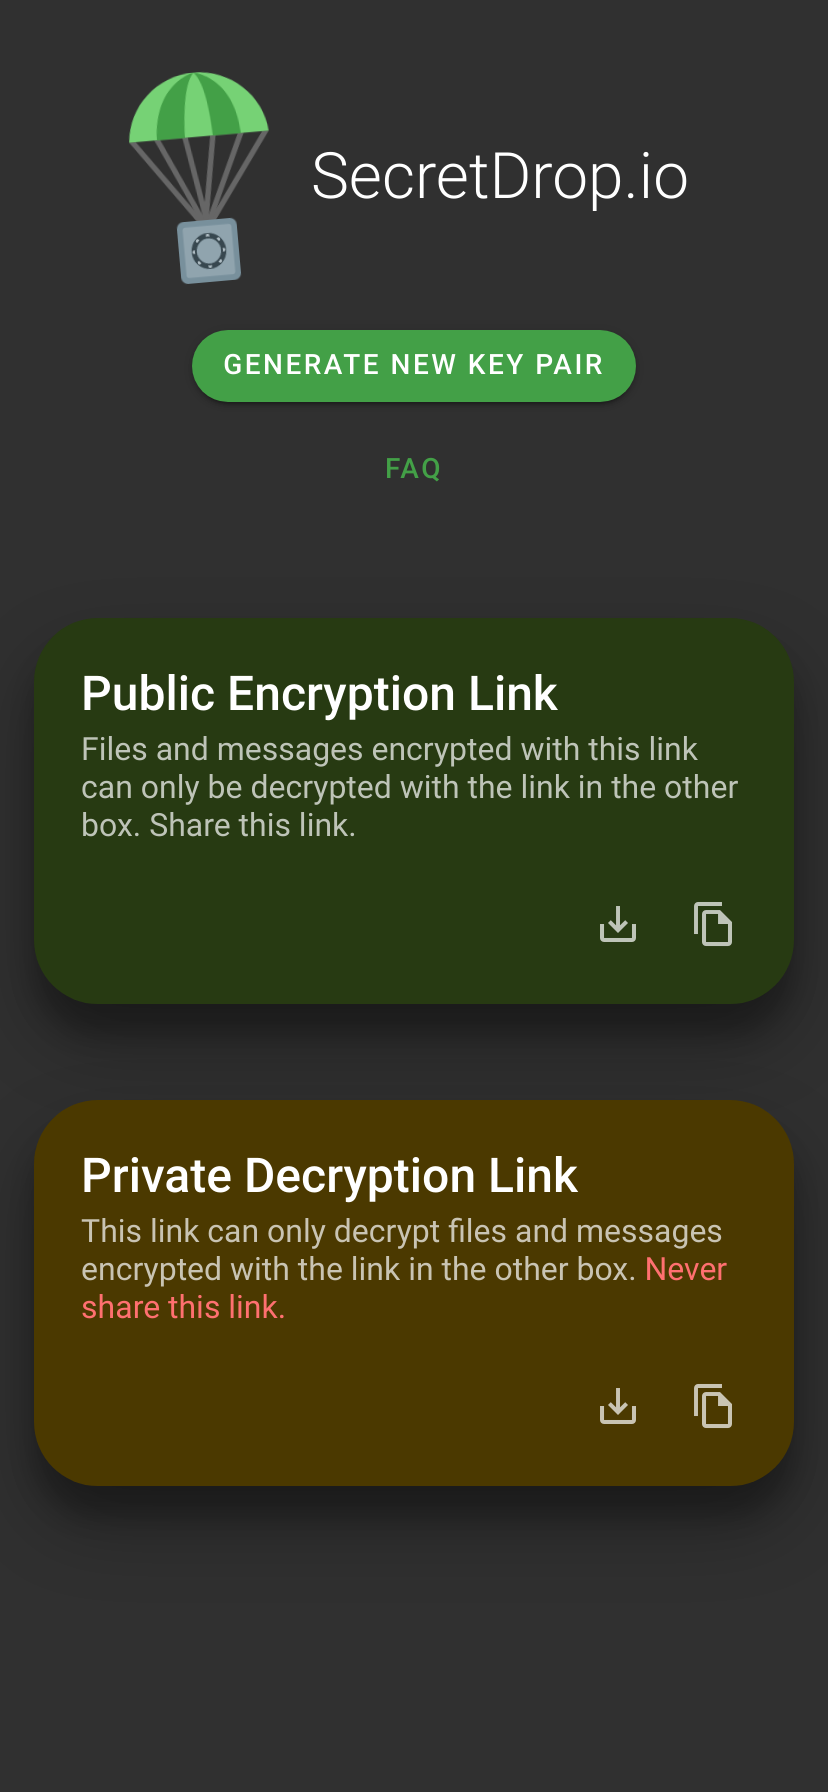 SecretDrop.io
GENERATE NEW KEY PAIR
FAQ
Public Encryption Link
Files and messages encrypted with this link
can only be decrypted with the link in the other
box. Share this link.
Private Decryption Link
This link can only decrypt files and messages
encrypted with the link in the other box. Never
share this link.